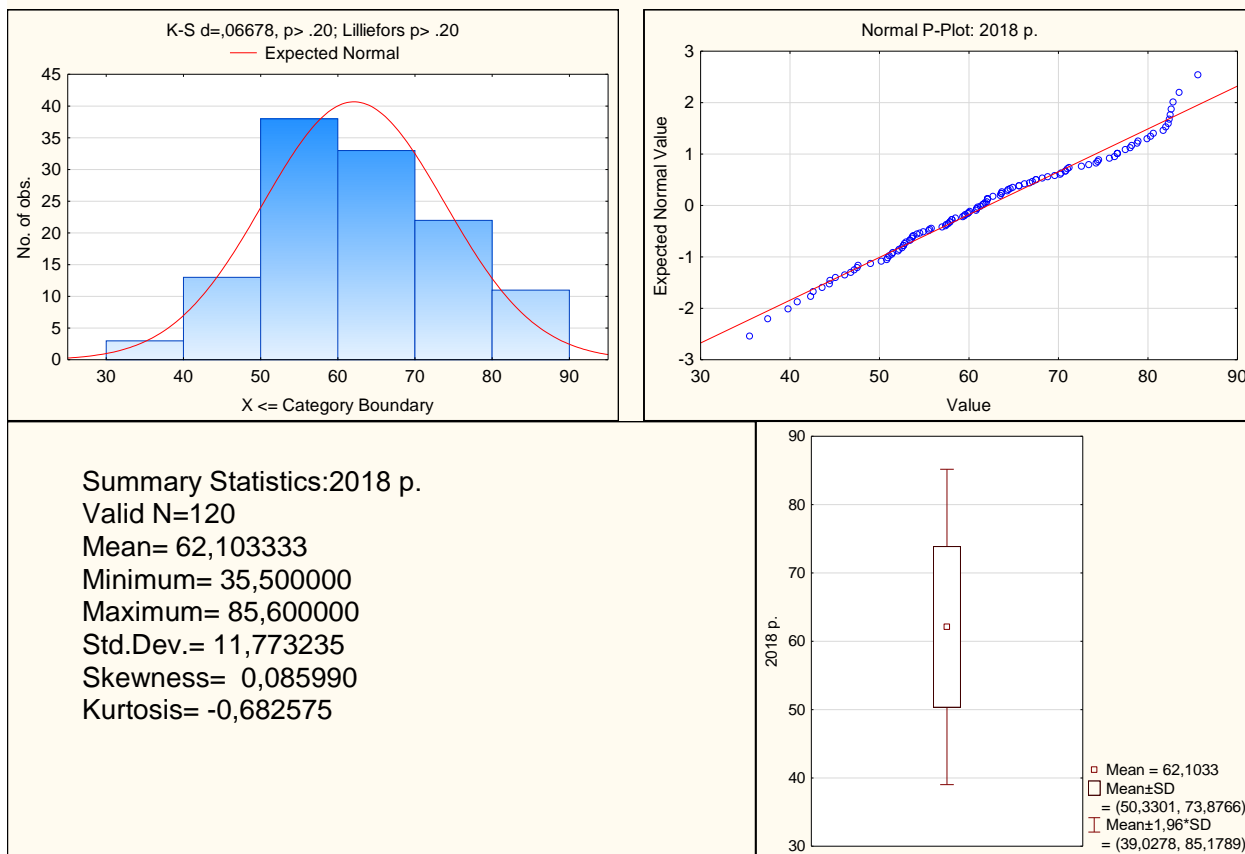 K-S d=,06678, p> .20; Lilliefors p> .20
Expected Normal
No. of obs.
45
40
35
30
25
20
15
10
5
0
30 40 50 60 70 80 90
X <= Category Boundary
Normal P-Plot: 2018 р.
Expected Normal Value
3
2
1
0
-1
-2
-3
30 40 50 60 70 80 90
Value
Summary Statistics:2018 р.
Valid N=120
Mean= 62,103333
Minimum= 35,500000
Maximum= 85,600000
Std.Dev.= 11,773235
Skewness= 0,085990
Kurtosis= -0,682575
2018 р.
90
80
70
60
50
40
30
Mean = 62,1033
Mean±SD
= (50,3301, 73,8766)
Mean±1,96*SD
= (39,0278, 85,1789)